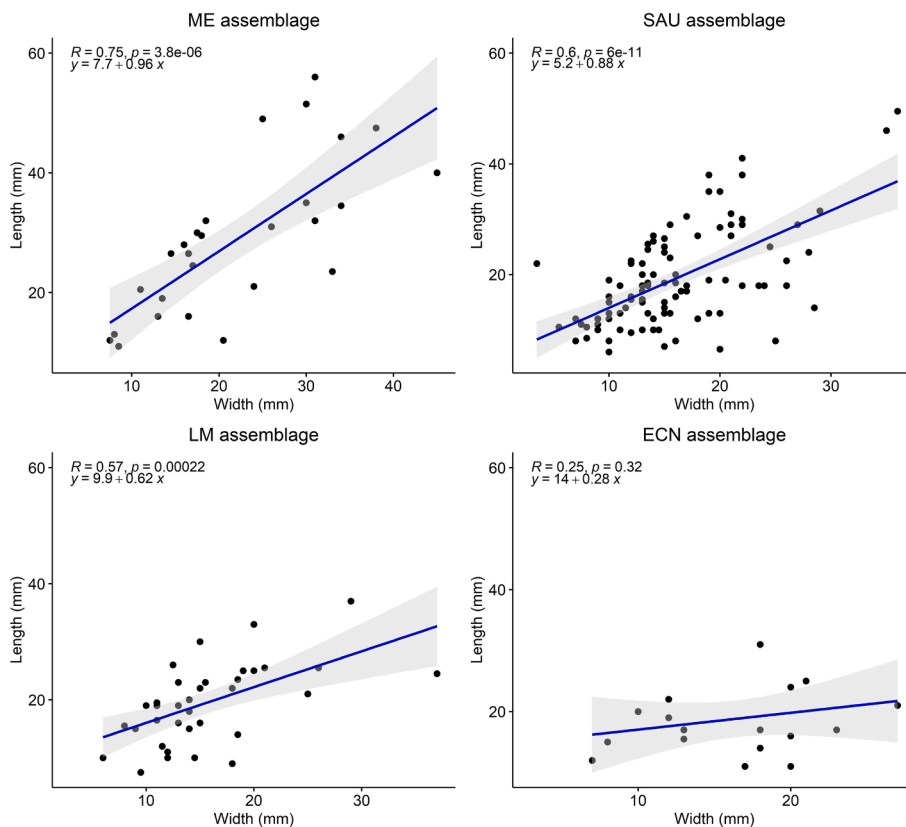 ME assemblage
R = 0.75, p = 3.8e-06
y = 7.7 + 0.96 x
60
40
20
Length (mm)
10 20 30 40
Width (mm)
SAU assemblage
R = 0.6, p = 6e-11
y = 5.2 + 0.88 x
60
40
20
Length (mm)
10 20 30
Width (mm)
LM assemblage
R = 0.57, p = 0.00022
y = 9.9 + 0.62 x
60
40
20
Length (mm)
10 20 30
Width (mm)
ECN assemblage
R = 0.25, p = 0.32
y = 14 + 0.28 x
60
40
20
Length (mm)
10 20
Width (mm)